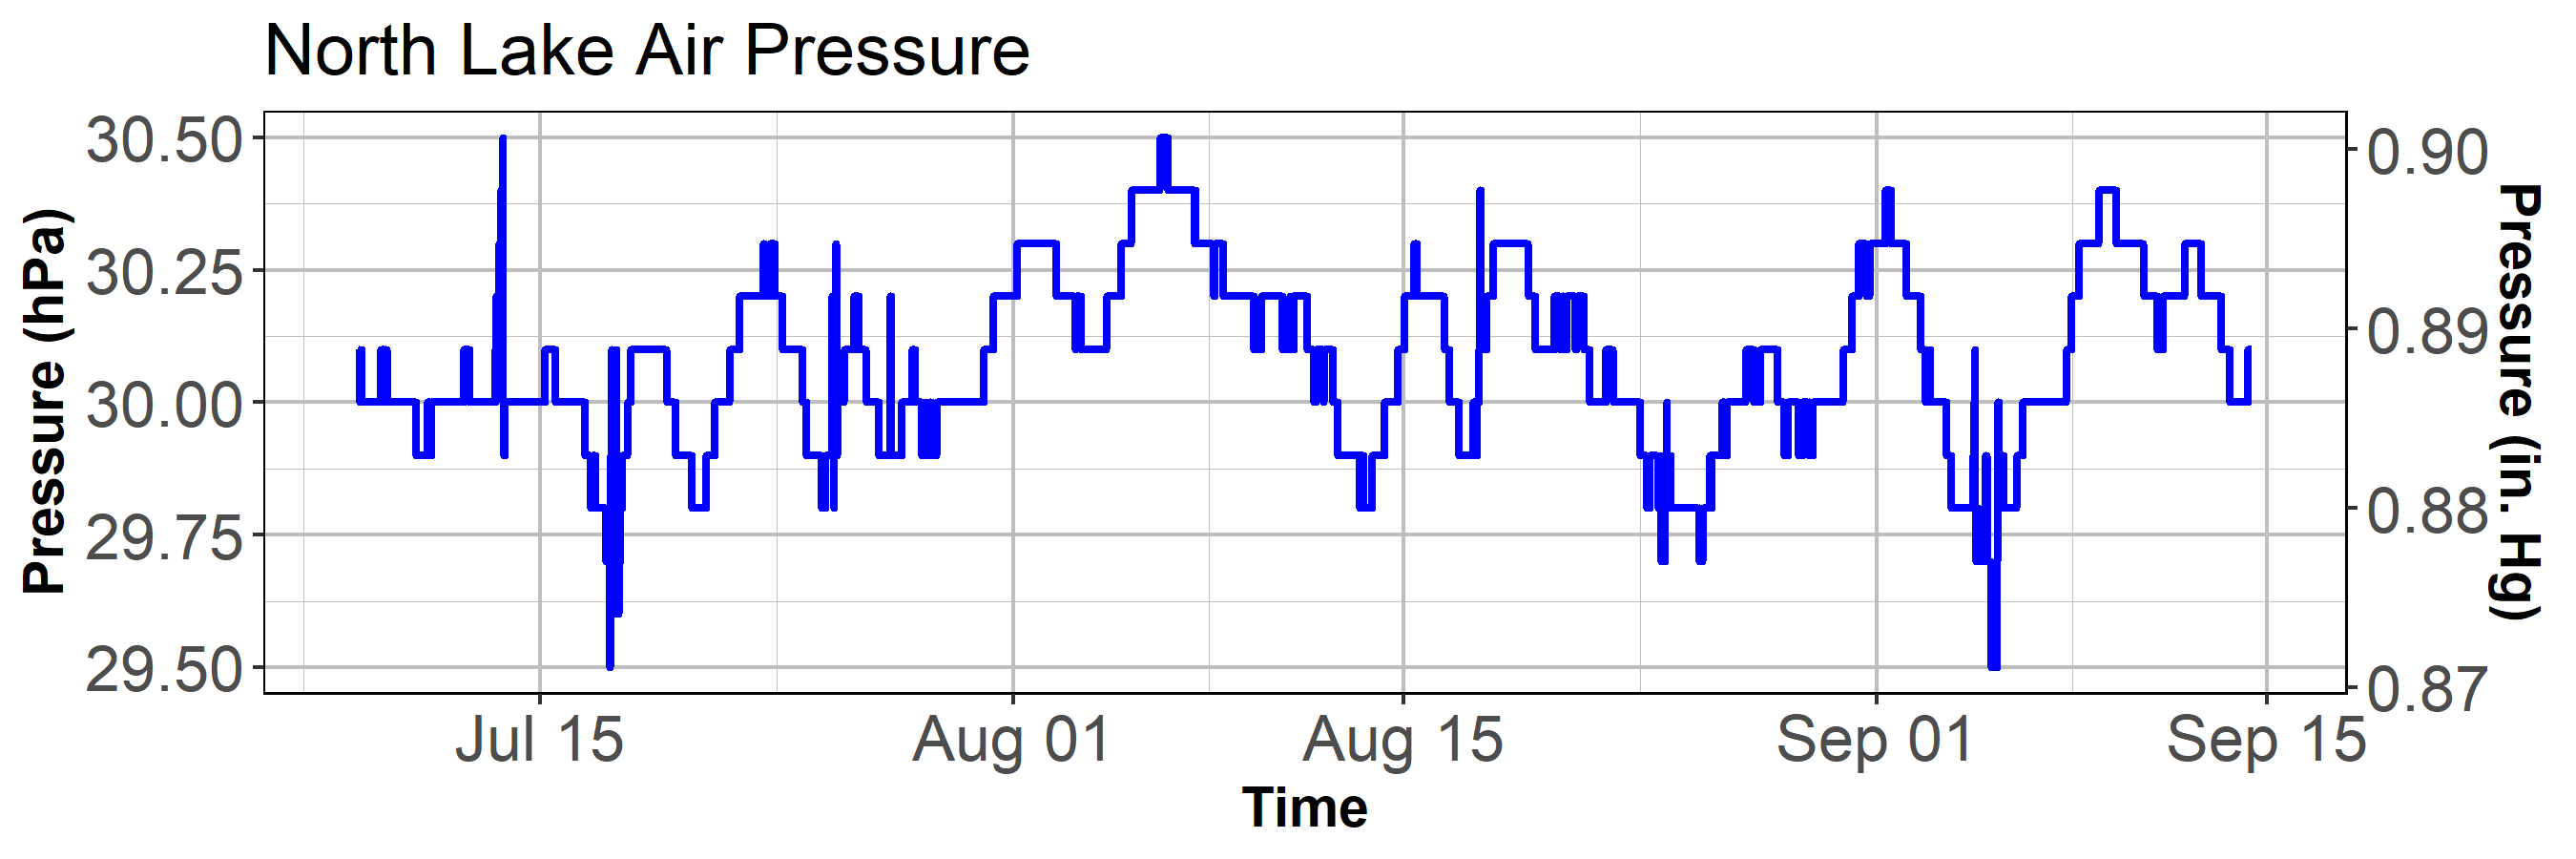 North Lake Air Pressure
Pressure (hPa)
30.50
30.25
30.00
29.75
29.50
0.90
0.89
0.88
0.87
Pressure (in. Hg)
Jul 15
Aug 01
Aug 15
Sep 01
Sep 15
Time